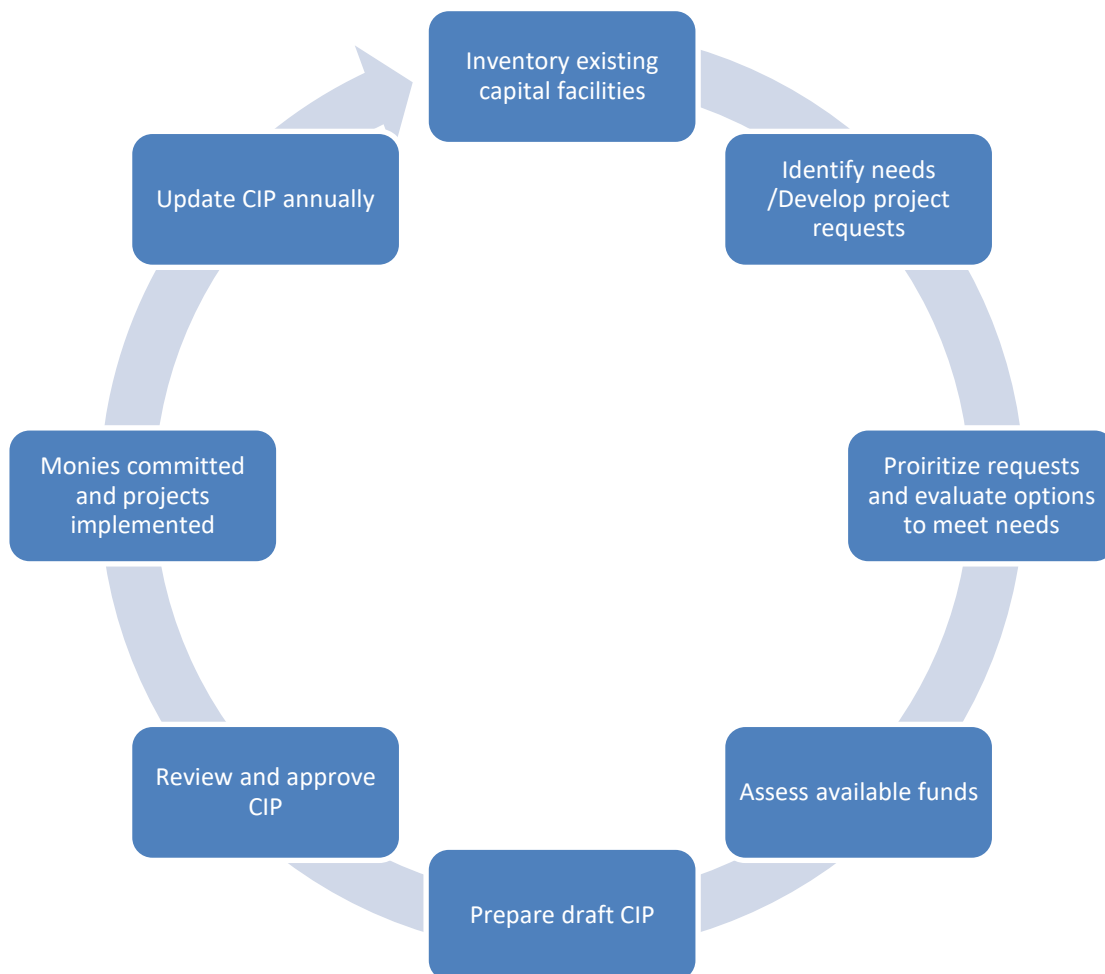 Inventory existing
capital facilities
Identify needs
/Develop project
requests
Proiritize requests
and evaluate options
to meet needs
Assess available funds
Prepare draft CIP
Review and approve
CIP
Monies committed
and projects
implemented
Update CIP annually